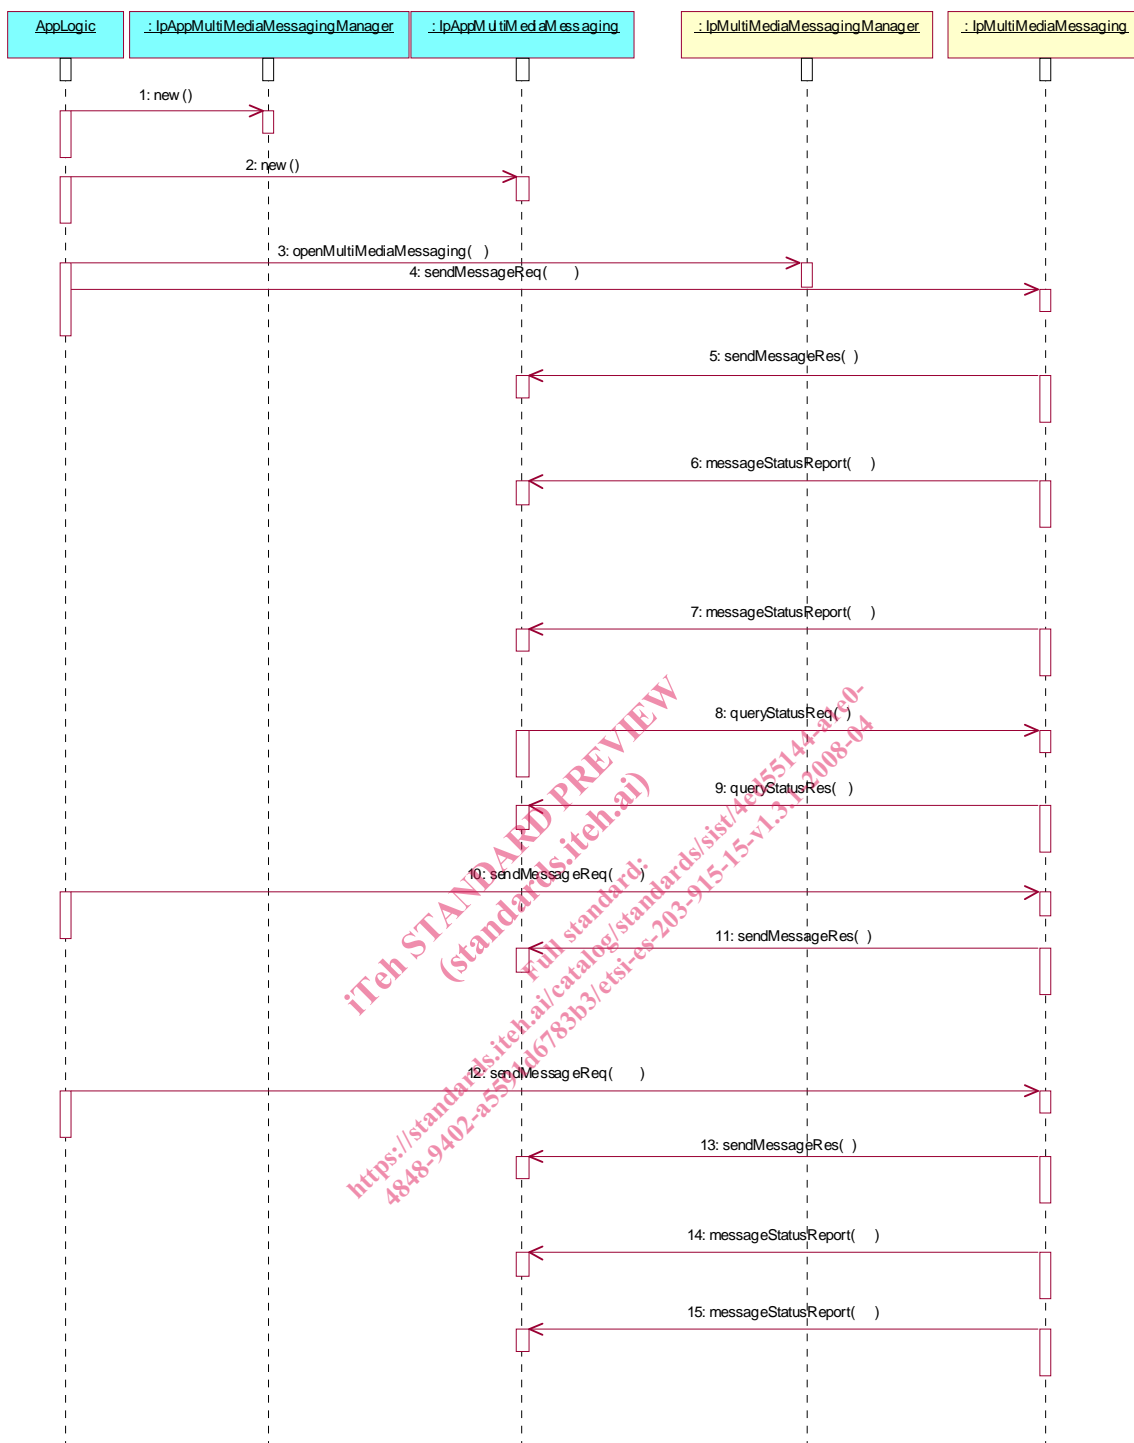 AppLogic
: IpAppMultiMediaMessagingManager
: IpAppMultiMediaMessaging
: IpMultiMediaMessagingManager
: IpMultiMediaMessaging
1: new ()
2: new ()
3: openMultiMediaMessaging( )
4: sendMessageReq( )
5: sendMessageRes( )
6: messageStatusReport( )
7: messageStatusReport( )
8: queryStatusReq( )
9: queryStatusRes( )
10: sendMessageReq( )
11: sendMessageRes( )
12: sendMessageReq( )
13: sendMessageRes( )
14: messageStatusReport( )
15: messageStatusReport( )
iTeh STANDARD PREVIEW
(standards.iteh.ai)
Full standard:
https://standards.iteh.ai/catalog/standards/sist/4ed55144-a1e0-
4848-9402-a5591d6783b3/etsi-es-203-915-15-v1.3.1-2008-04